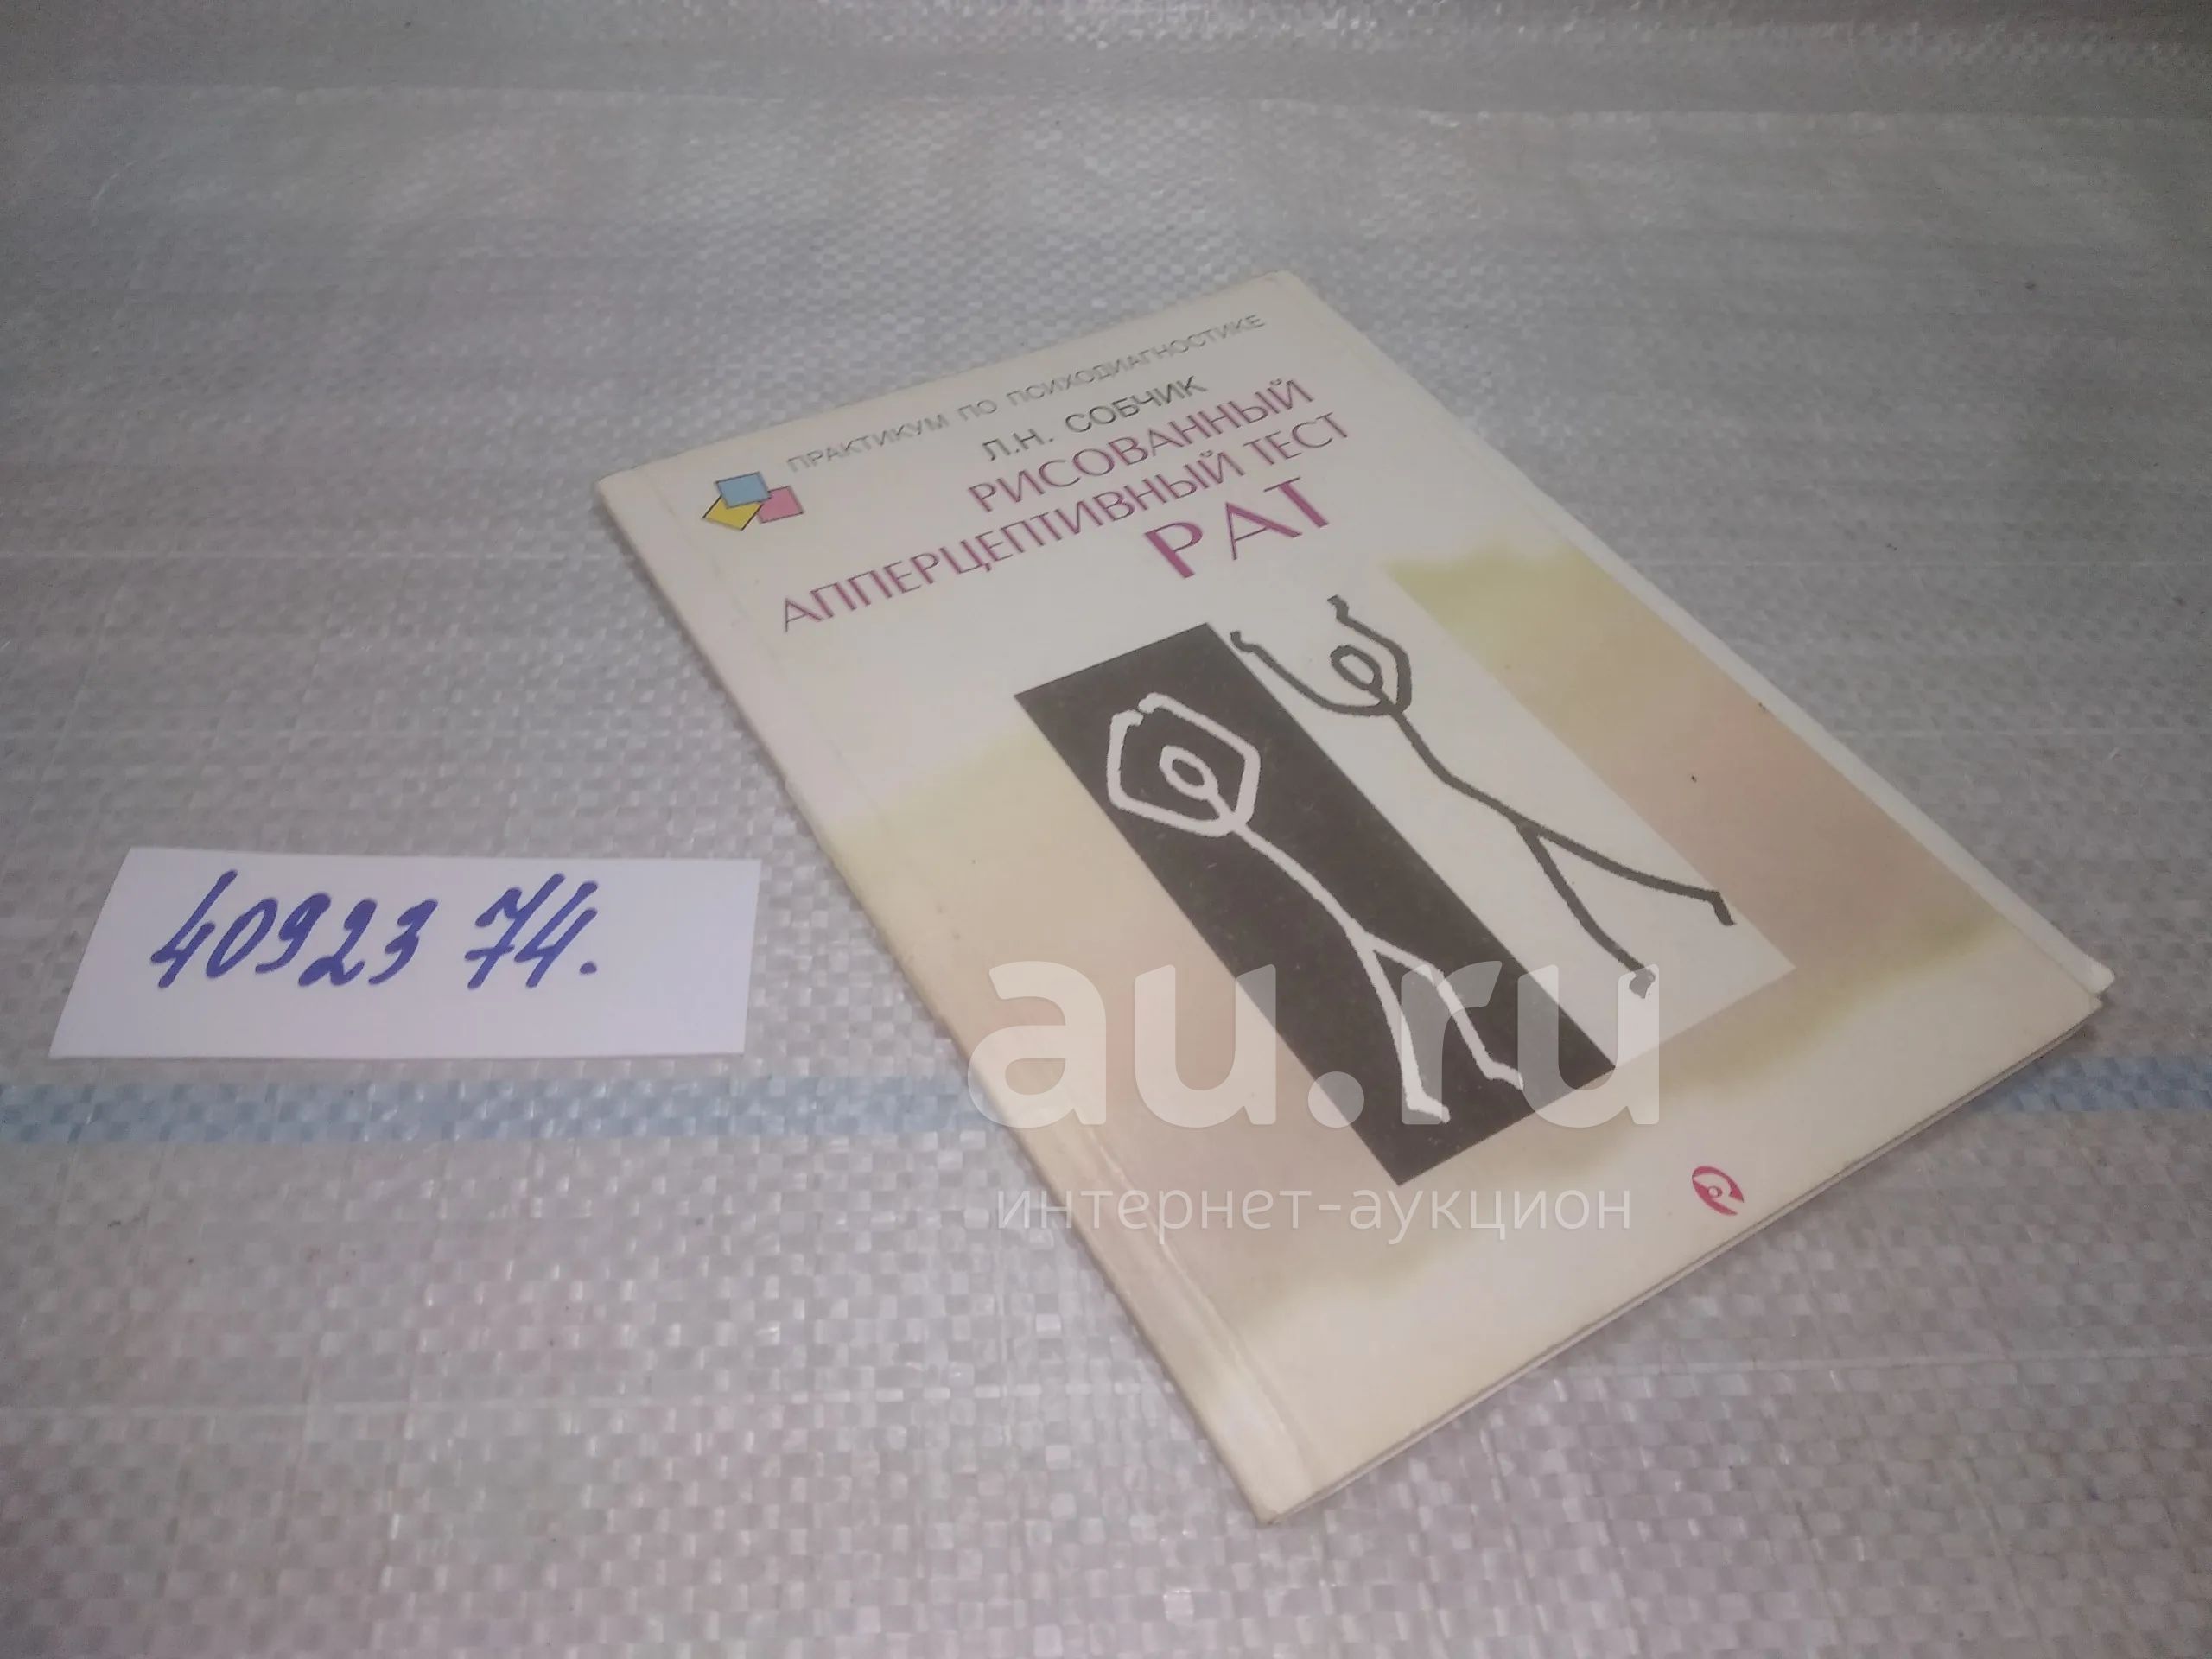 ПРАКТИКУМ ПО ПСИХОДИАГНОСТИКЕ
Л.Н. СОБЧИК
РИСОВАННЫЙ
АППЕРЦЕПТИВНЫЙ ТЕСТ
РАТ
40923 74.
au.ru
интернет-аукцион